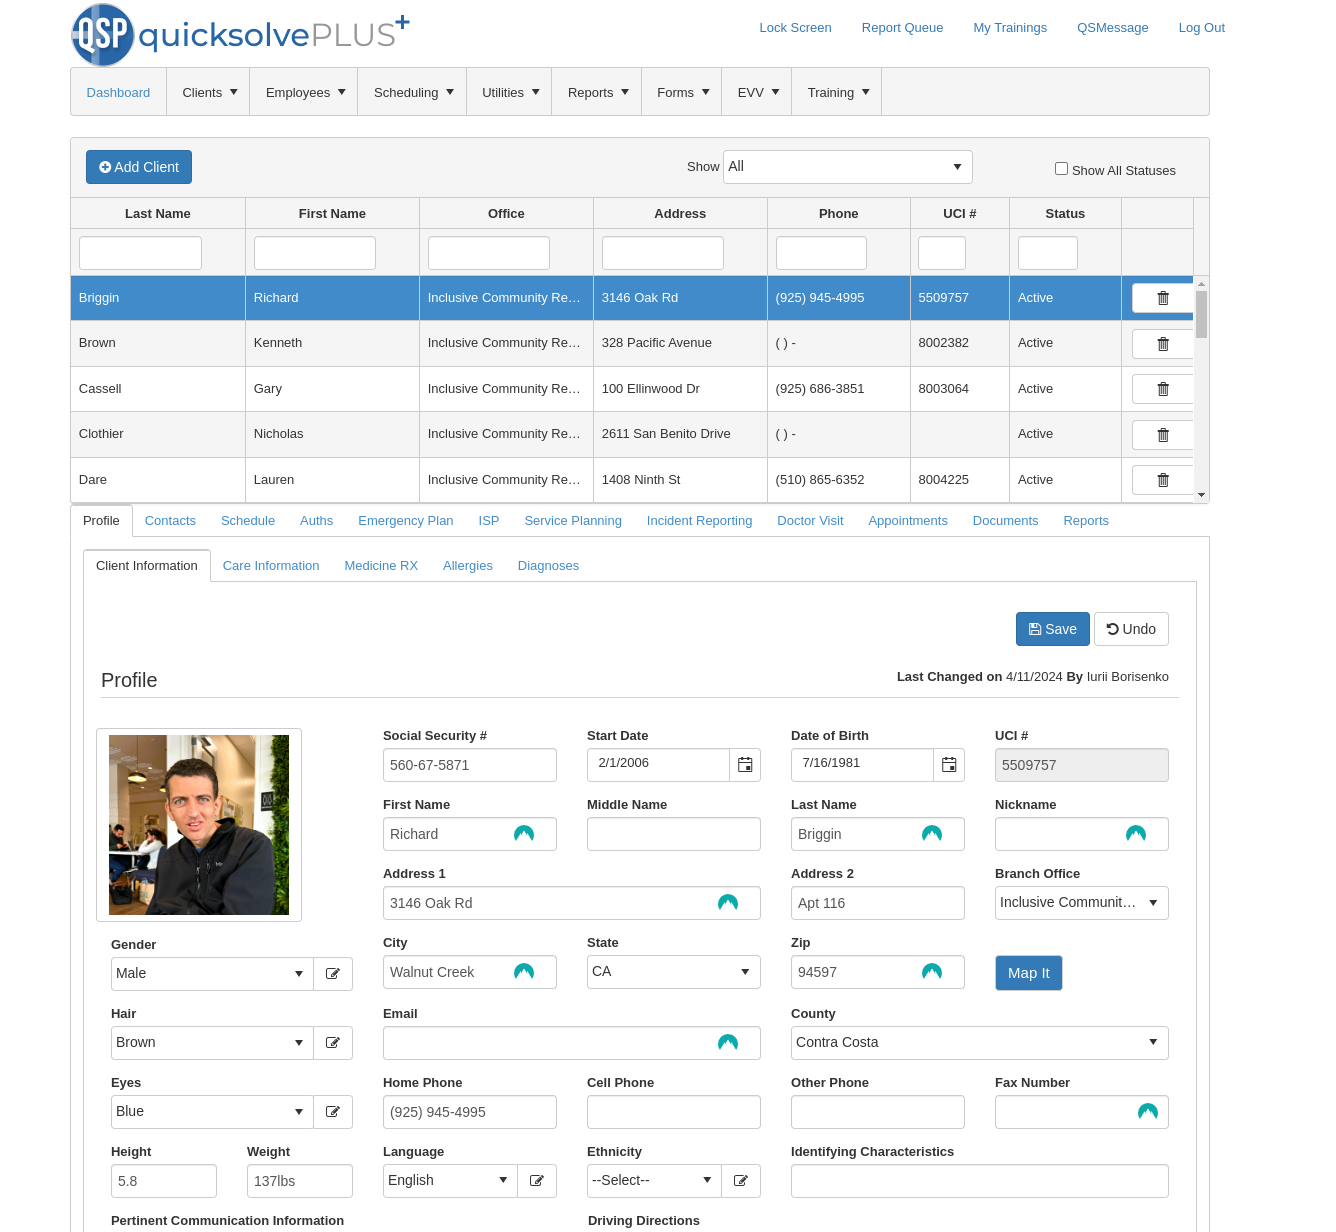 QSP quicksolvePLUS+
Lock Screen Report Queue My Trainings QSMessage Log Out
Dashboard Clients Employees Scheduling Utilities Reports Forms EVV Training
Add Client Show All Show All Statuses
Last Name First Name Office Address Phone UCI # Status
Briggin Richard Inclusive Community Re… 3146 Oak Rd (925) 945-4995 5509757 Active
Brown Kenneth Inclusive Community Re… 328 Pacific Avenue ( ) - 8002382 Active
Cassell Gary Inclusive Community Re… 100 Ellinwood Dr (925) 686-3851 8003064 Active
Clothier Nicholas Inclusive Community Re… 2611 San Benito Drive ( ) - Active
Dare Lauren Inclusive Community Re… 1408 Ninth St (510) 865-6352 8004225 Active
Profile Contacts Schedule Auths Emergency Plan ISP Service Planning Incident Reporting Doctor Visit Appointments Documents Reports
Client Information Care Information Medicine RX Allergies Diagnoses
Save Undo
Profile Last Changed on 4/11/2024 By Iurii Borisenko
Social Security # Start Date Date of Birth UCI #
560-67-5871 2/1/2006 7/16/1981 5509757
First Name Middle Name Last Name Nickname
Richard Briggin
Address 1 Address 2 Branch Office
3146 Oak Rd Apt 116 Inclusive Communit…
Gender City State Zip
Male Walnut Creek CA 94597 Map It
Hair Email County
Brown Contra Costa
Eyes Home Phone Cell Phone Other Phone Fax Number
Blue (925) 945-4995
Height Weight Language Ethnicity Identifying Characteristics
5.8 137lbs English --Select--
Pertinent Communication Information Driving Directions